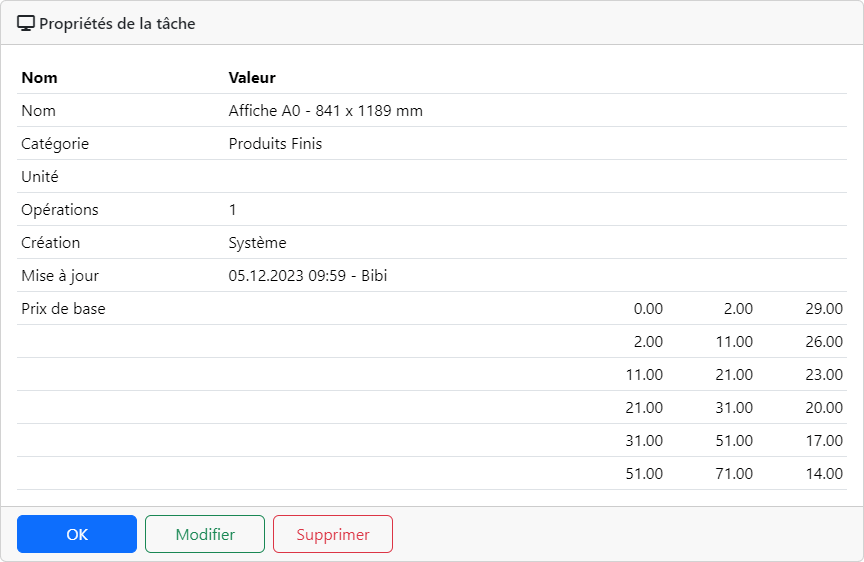 Propriétés de la tâche
Nom Valeur
Nom Affiche A0 - 841 x 1189 mm
Catégorie Produits Finis
Unité
Opérations 1
Création Système
Mise à jour 05.12.2023 09:59 - Bibi
Prix de base 0.00 2.00 29.00
2.00 11.00 26.00
11.00 21.00 23.00
21.00 31.00 20.00
31.00 51.00 17.00
51.00 71.00 14.00
OK Modifier Supprimer